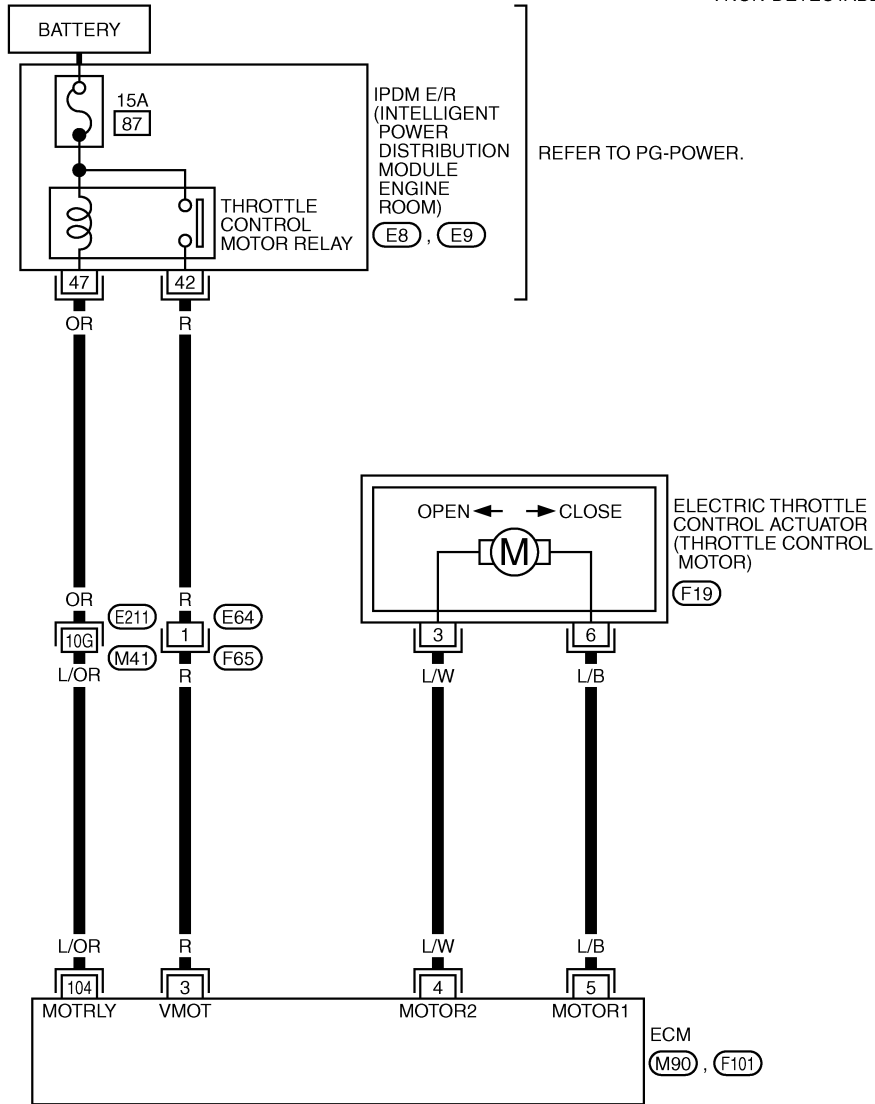 BATTERY
15A
87
IPDM E/R
(INTELLIGENT
POWER
DISTRIBUTION
MODULE
ENGINE
ROOM)
E8 , E9
REFER TO PG-POWER.
THROTTLE
CONTROL
MOTOR RELAY
47 42
OR R
OPEN CLOSE
M
ELECTRIC THROTTLE
CONTROL ACTUATOR
(THROTTLE CONTROL
MOTOR)
F19
OR R
E211 E64
10G 1
M41 F65
L/OR R
3 6
L/W L/B
L/OR R L/W L/B
104 3 4 5
MOTRLY VMOT MOTOR2 MOTOR1
ECM
M90 , F101